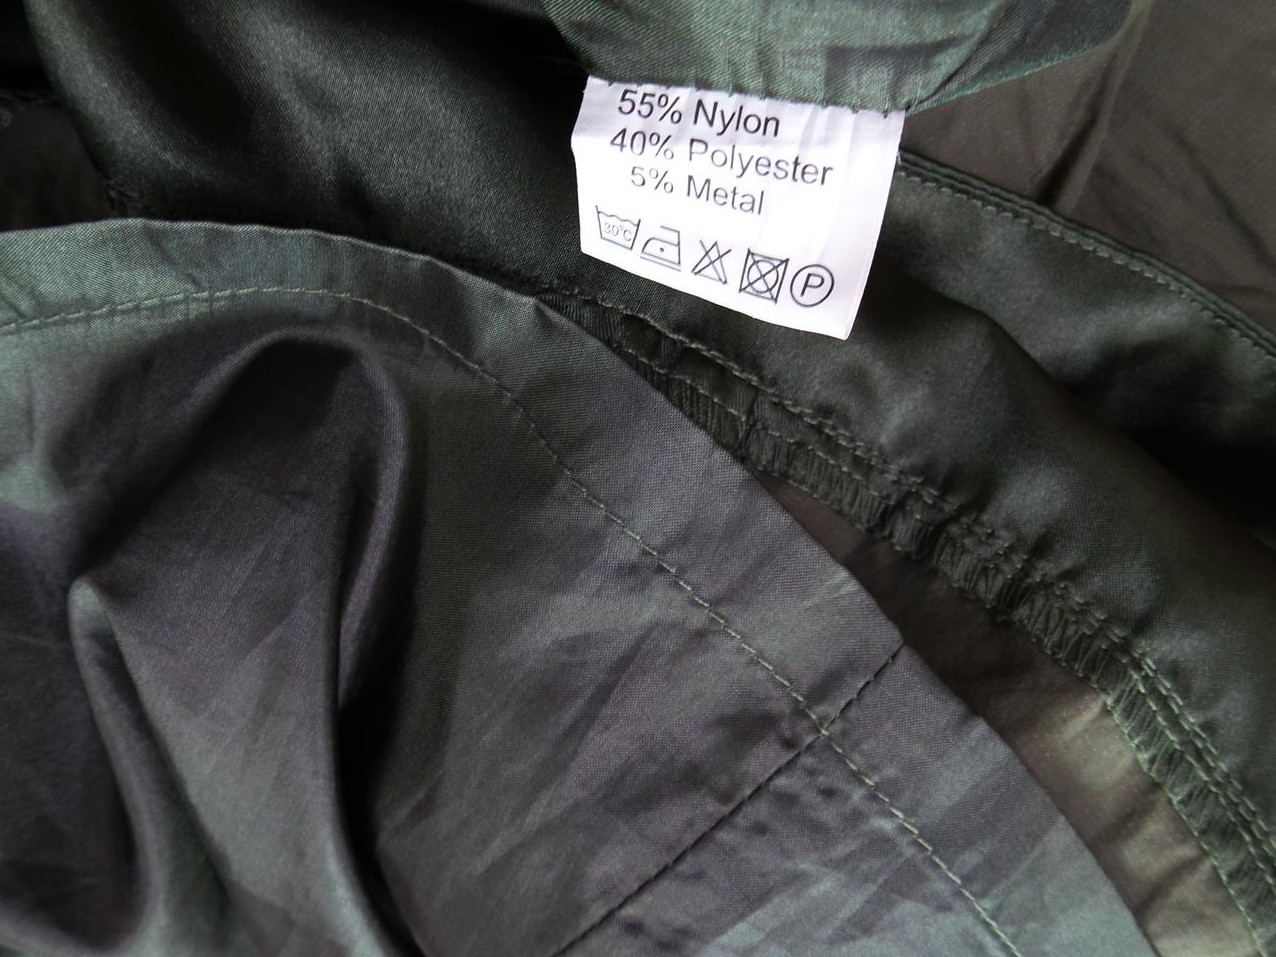 55% Nylon
40% Polyester
5% Metal
30°C
P